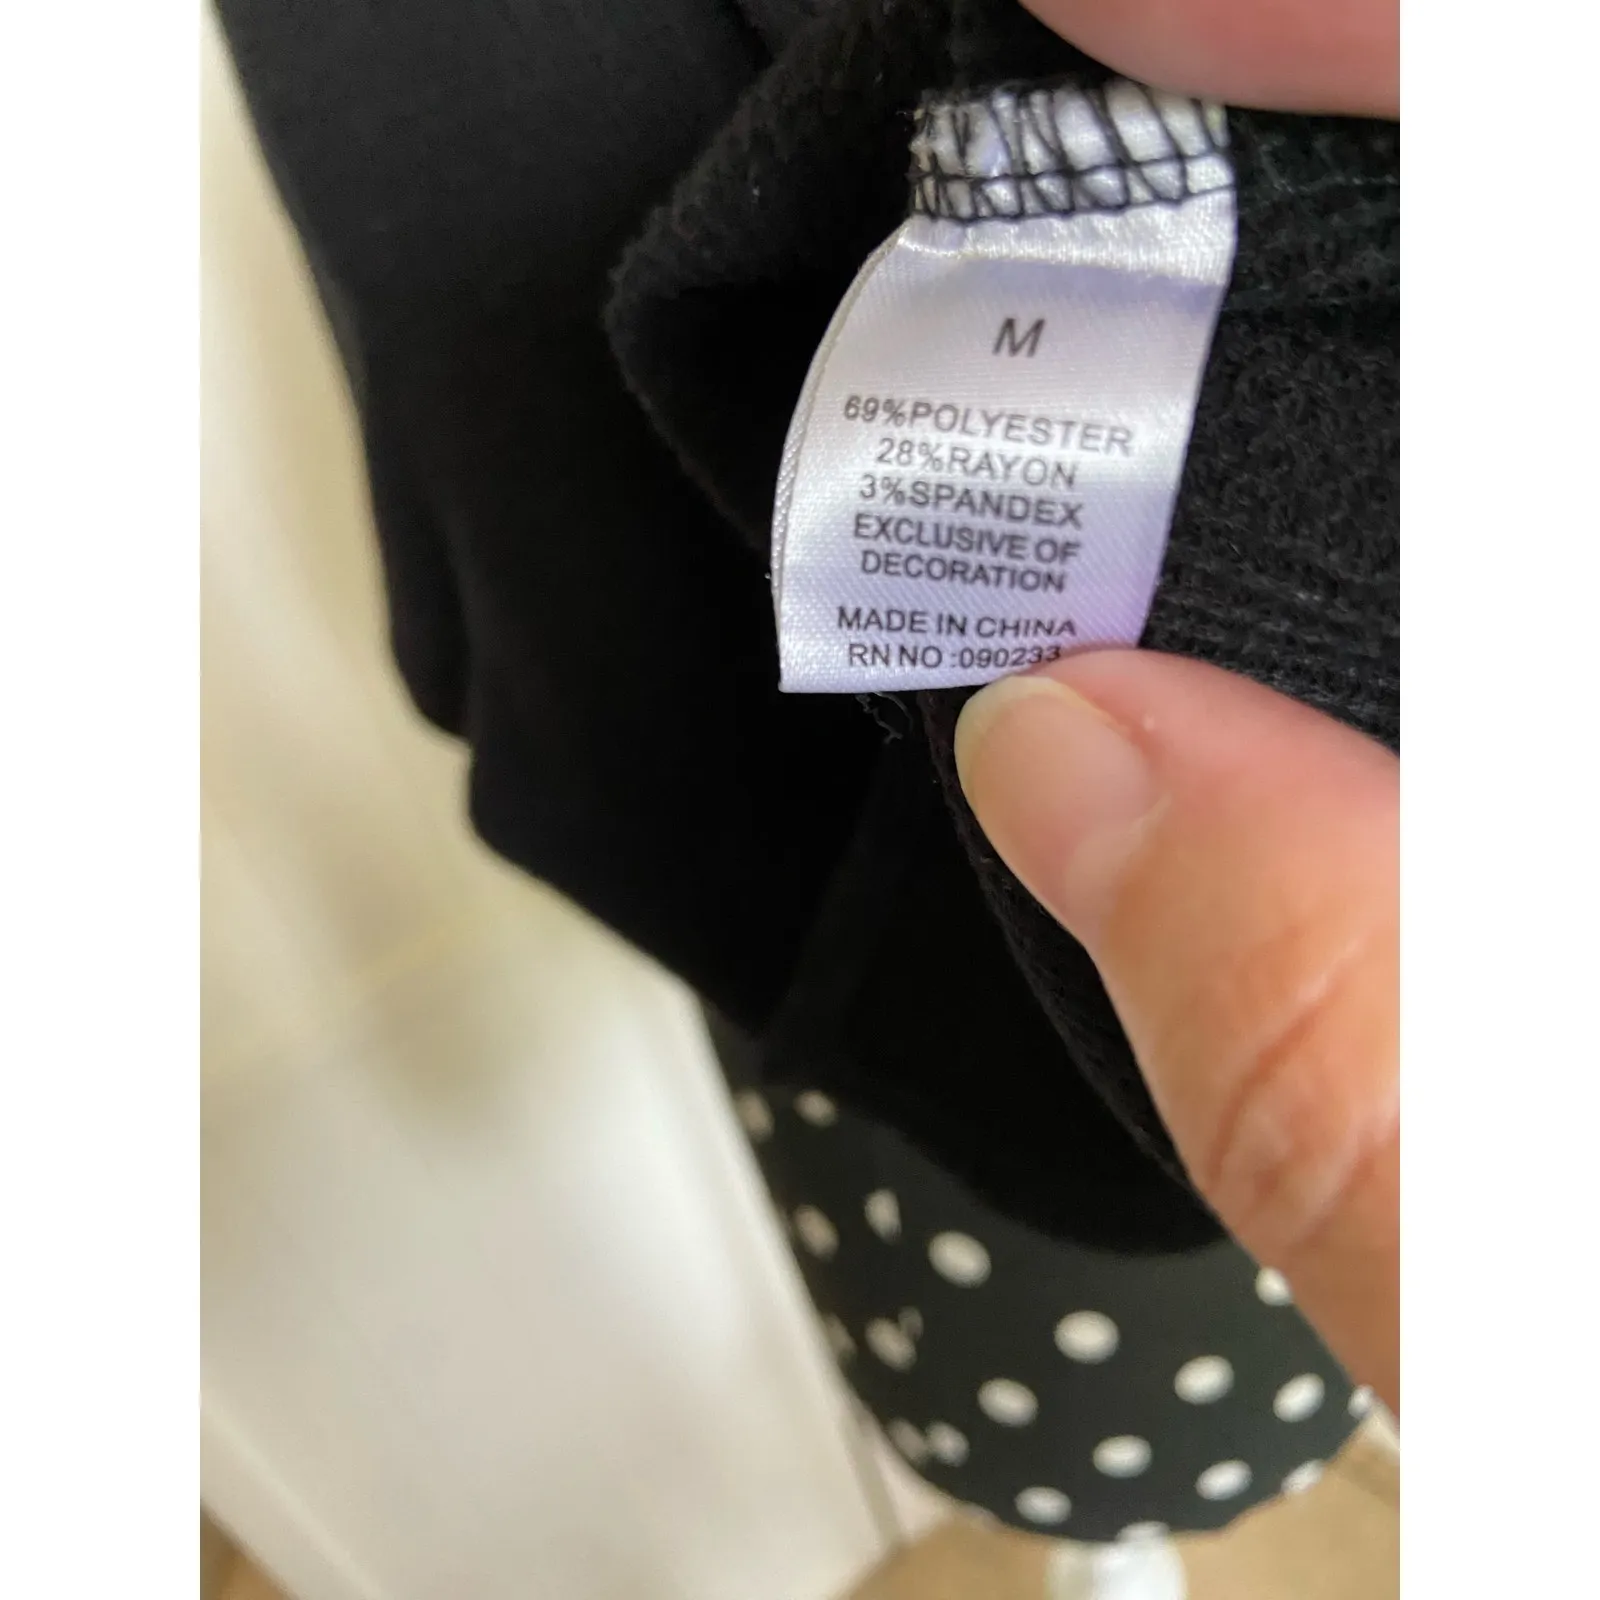 M
69%POLYESTER
28%RAYON
3%SPANDEX
EXCLUSIVE OF
DECORATION
MADE IN CHINA
RN NO :090233